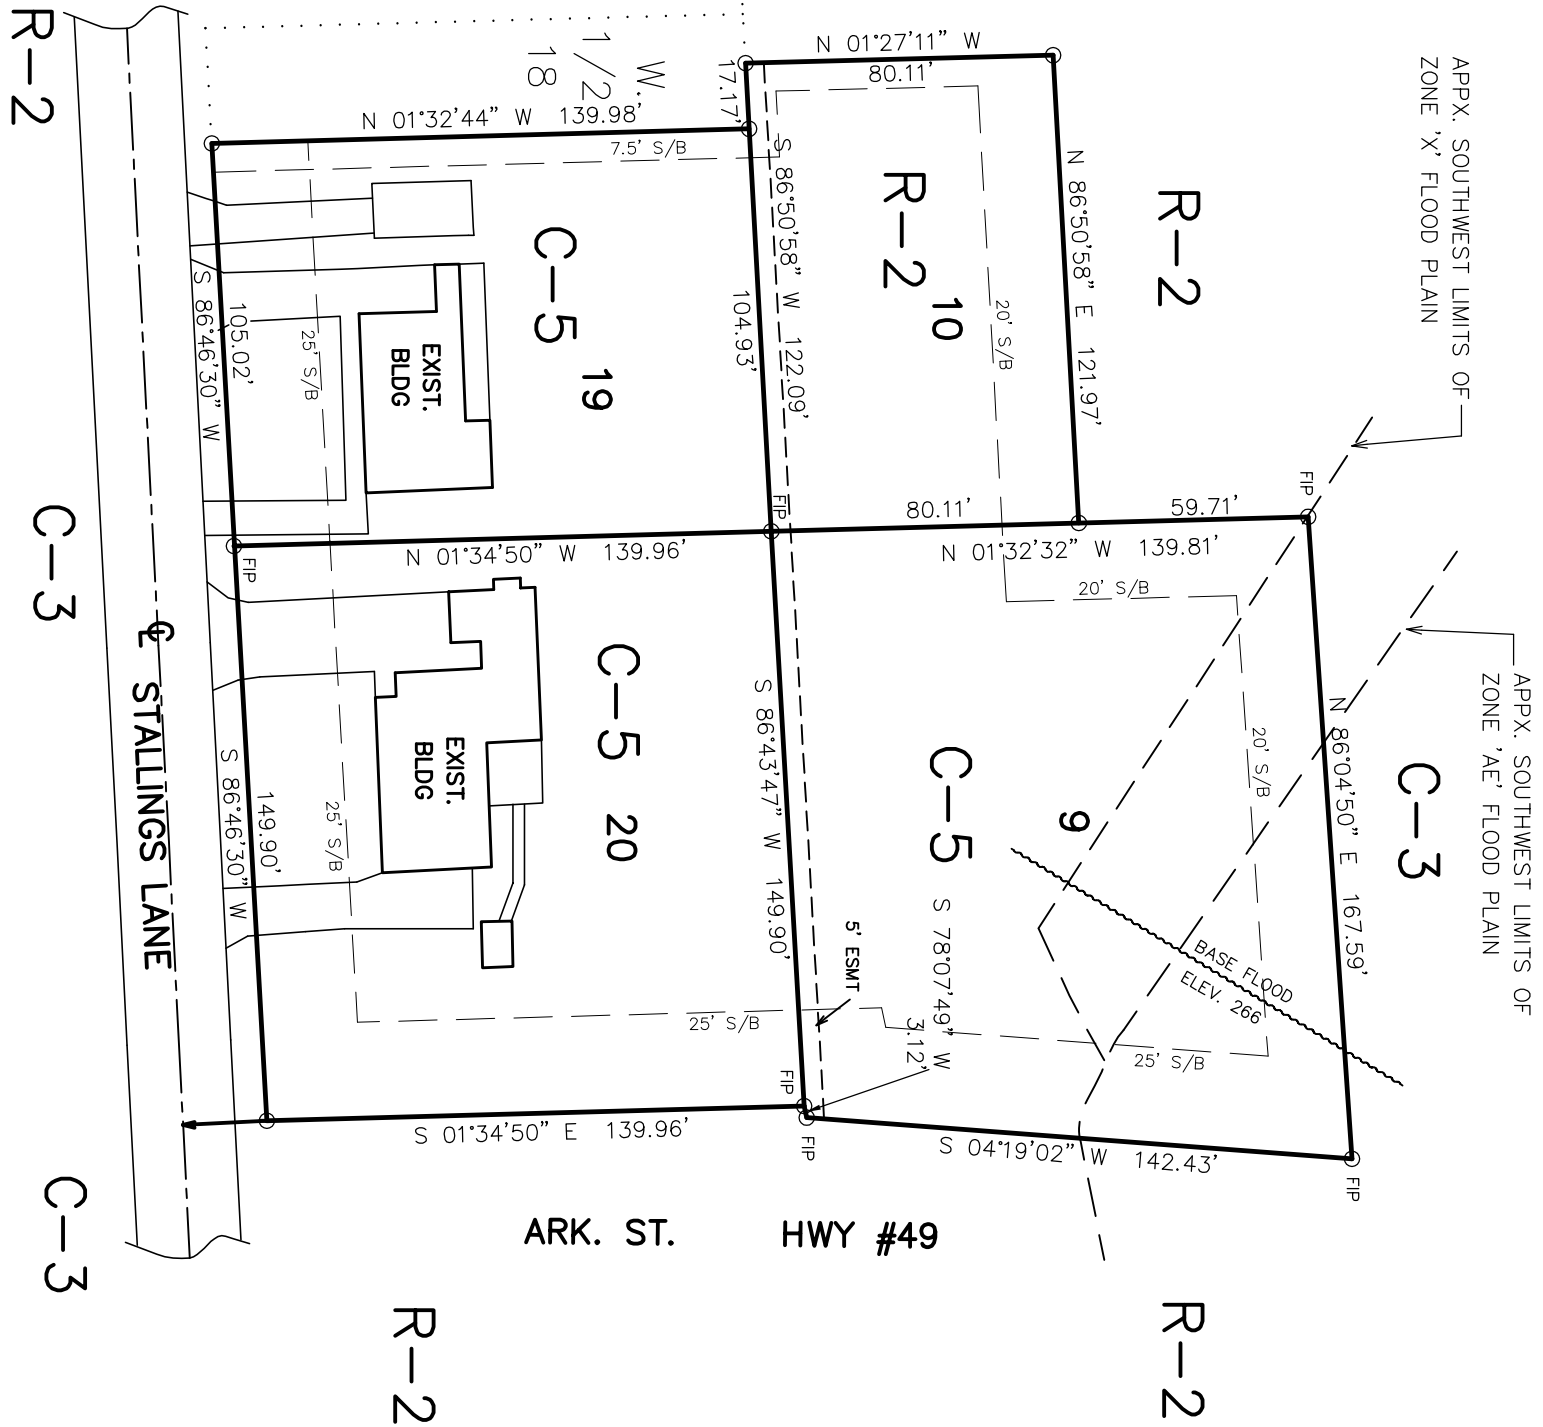 R-2
W.
1/2
18
N 01°27'11" W
80.11'
17.17'
N 01°32'44" W 139.98'
7.5' S/B
APPX. SOUTHWEST LIMITS OF
ZONE 'X' FLOOD PLAIN
R-2
N 86°50'58" E 121.97'
R-2
10
20' S/B
S 86°50'58" W 122.09'
104.93'
C-5
19
EXIST.
BLDG
25' S/B
105.02'
S 86°46'30" W
FIP
FIP
FIP
80.11'
59.71'
N 01°34'50" W 139.96'
N 01°32'32" W 139.81'
20' S/B
C-3
APPX. SOUTHWEST LIMITS OF
ZONE 'AE' FLOOD PLAIN
C-3
N 86°04'50" E 167.59'
20' S/B
9
C-5
BASE FLOOD
ELEV. 266
S 86°43'47" W 149.90'
C-5
20
EXIST.
BLDG
25' S/B
149.90'
S 86°46'30" W
℄ STALLINGS LANE
5' ESMT
S 78°07'49" W
3.12'
25' S/B
25' S/B
FIP
FIP
FIP
S 01°34'50" E 139.96'
S 04°19'02" W 142.43'
ARK. ST. HWY #49
C-3
R-2
R-2